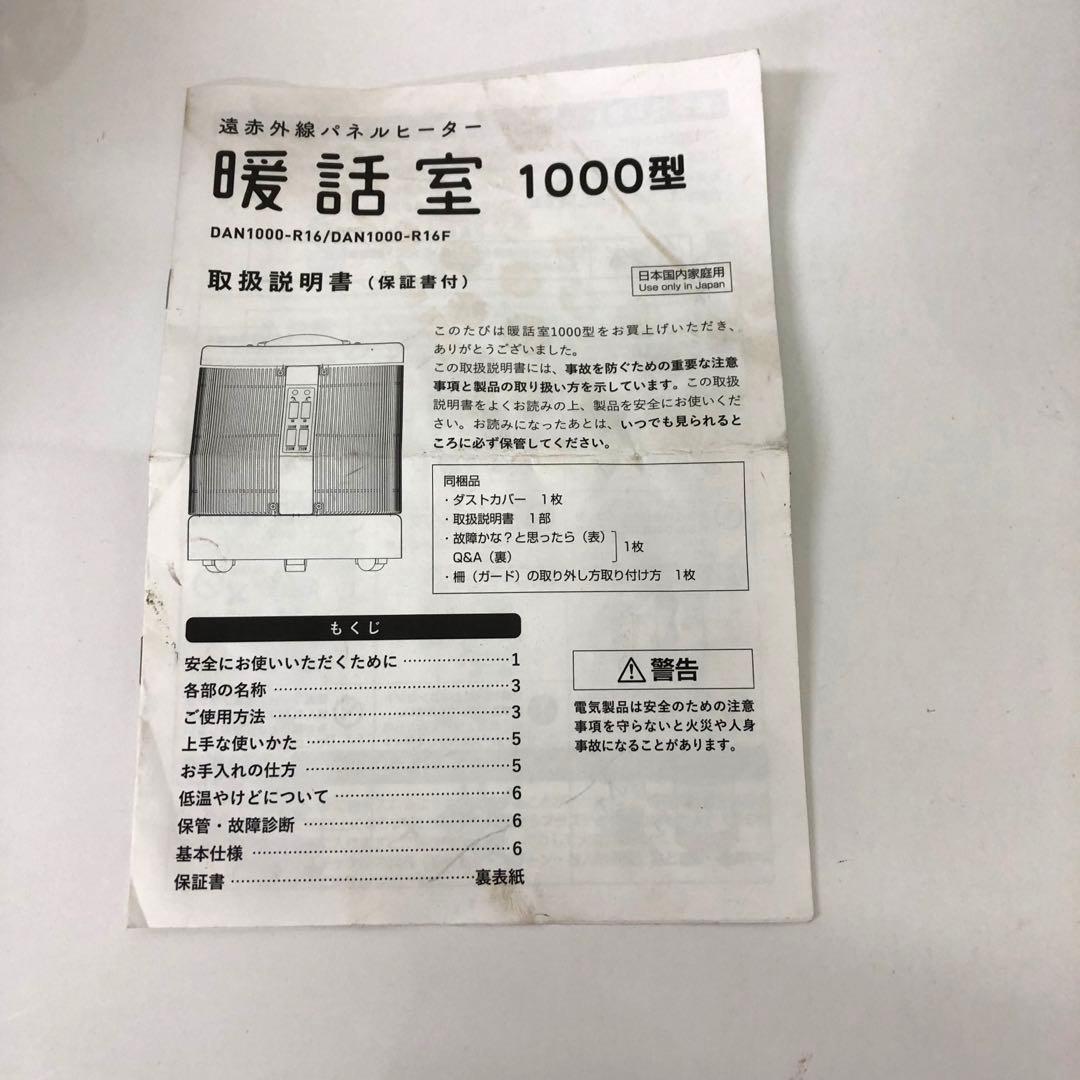 遠赤外線パネルヒーター
暖話室 1000型
DAN1000-R16/DAN1000-R16F
取扱説明書（保証書付）
日本国内家庭用
Use only in Japan
このたびは暖話室1000型をお買上げいただき、
ありがとうございました。
この取扱説明書には、事故を防ぐための重要な注意
事項と製品の取り扱い方を示しています。この取扱
説明書をよくお読みの上、製品を安全にお使いくだ
さい。お読みになったあとは、いつでも見られると
ころに必ず保管してください。
同梱品
・ダストカバー　1枚
・取扱説明書　1部
・故障かな？と思ったら（表）
Q&A（裏）
1枚
・柵（ガード）の取り外し方取り付け方　1枚
もくじ
安全にお使いいただくために……………………1
各部の名称……………………3
ご使用方法……………………3
上手な使いかた……………………5
お手入れの仕方……………………5
低温やけどについて……………………6
保管・故障診断……………………6
基本仕様……………………6
保証書……………………裏表紙
⚠警告
電気製品は安全のための注意
事項を守らないと火災や人身
事故になることがあります。